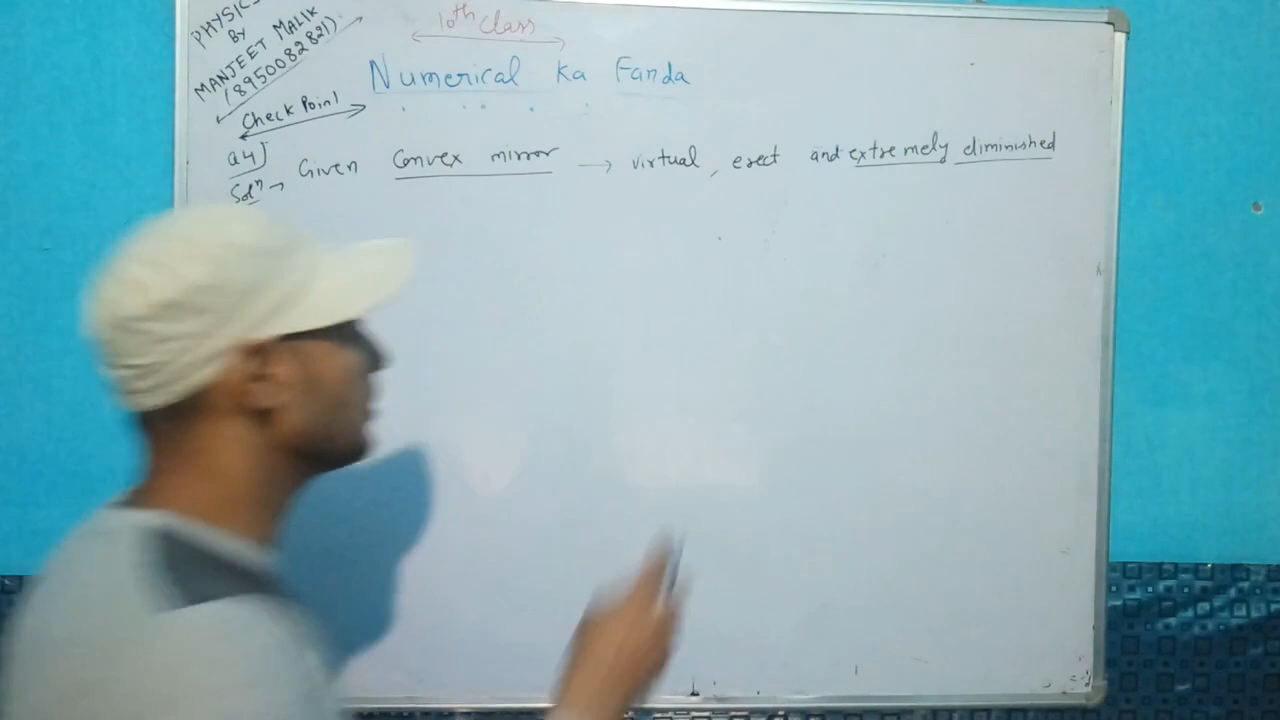 PHYSICS
BY
MANJEET MALIK
(8950082821)
10th class
Numerical ka Fanda
Check Point
Q4)
Solⁿ → Given Convex mirror → virtual, erect and extremely diminished